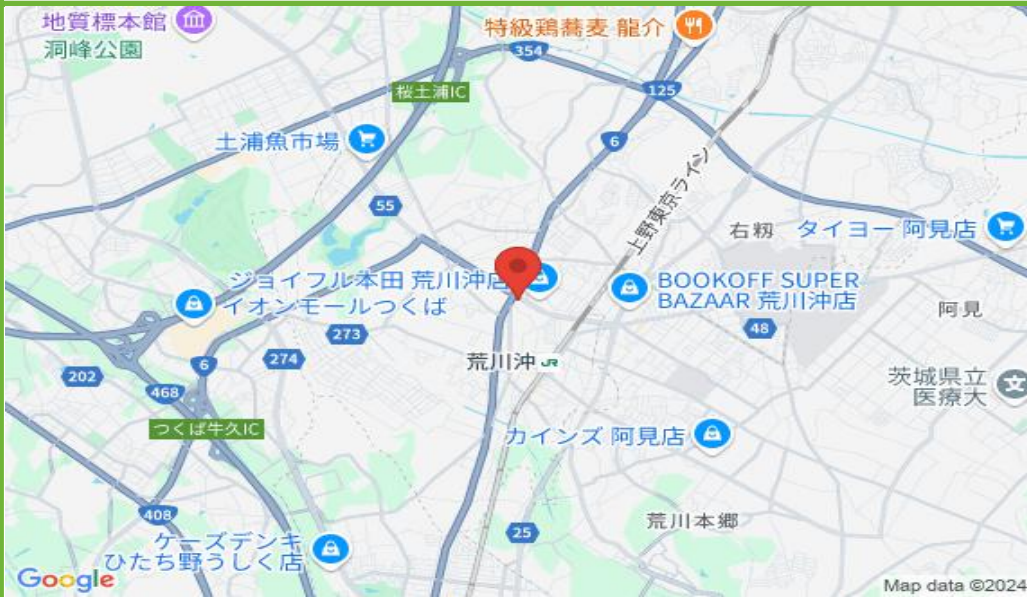 地質標本館
洞峰公園
特級鶏蕎麦 龍介
354
桜土浦IC
125
土浦魚市場
6
55
上野東京ライン
右籾
タイヨー 阿見店
ジョイフル本田 荒川沖店
イオンモールつくば
BOOKOFF SUPER
BAZAAR 荒川沖店
阿見
273
48
274
6
荒川沖 JR
202
468
茨城県立
医療大
つくば牛久IC
カインズ 阿見店
408
25
荒川本郷
ケーズデンキ
ひたち野うしく店
Google
Map data ©2024